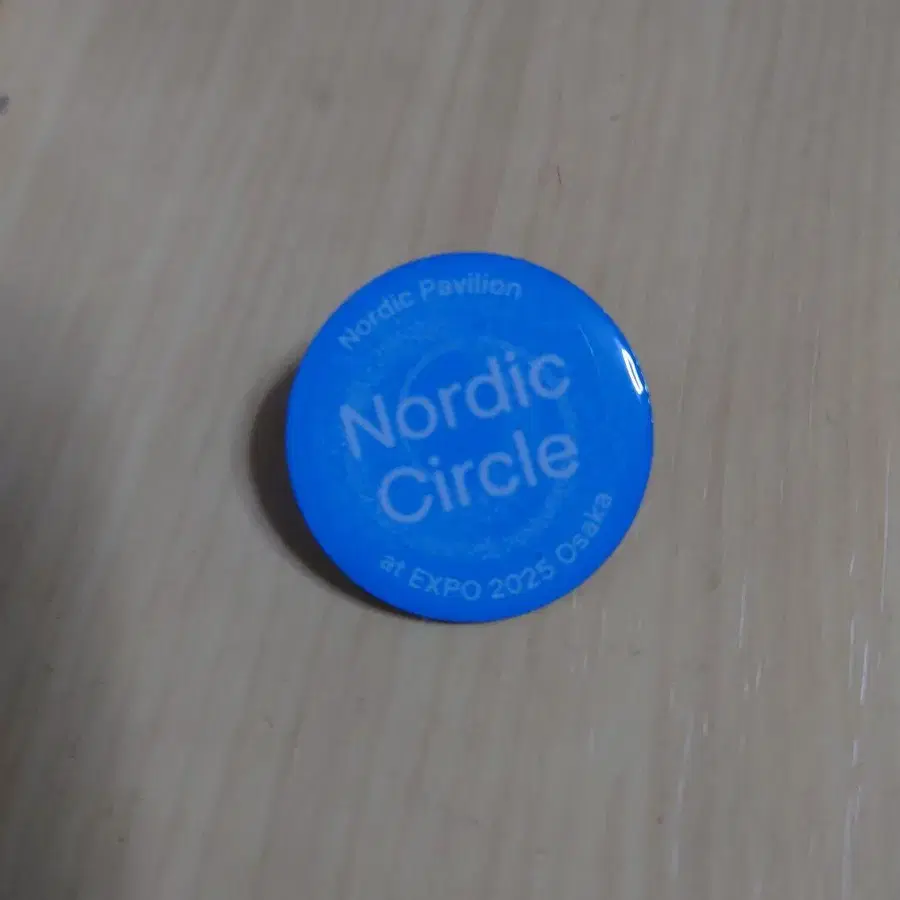 Nordic Pavilion
Nordic
Circle
at EXPO 2025 Osaka